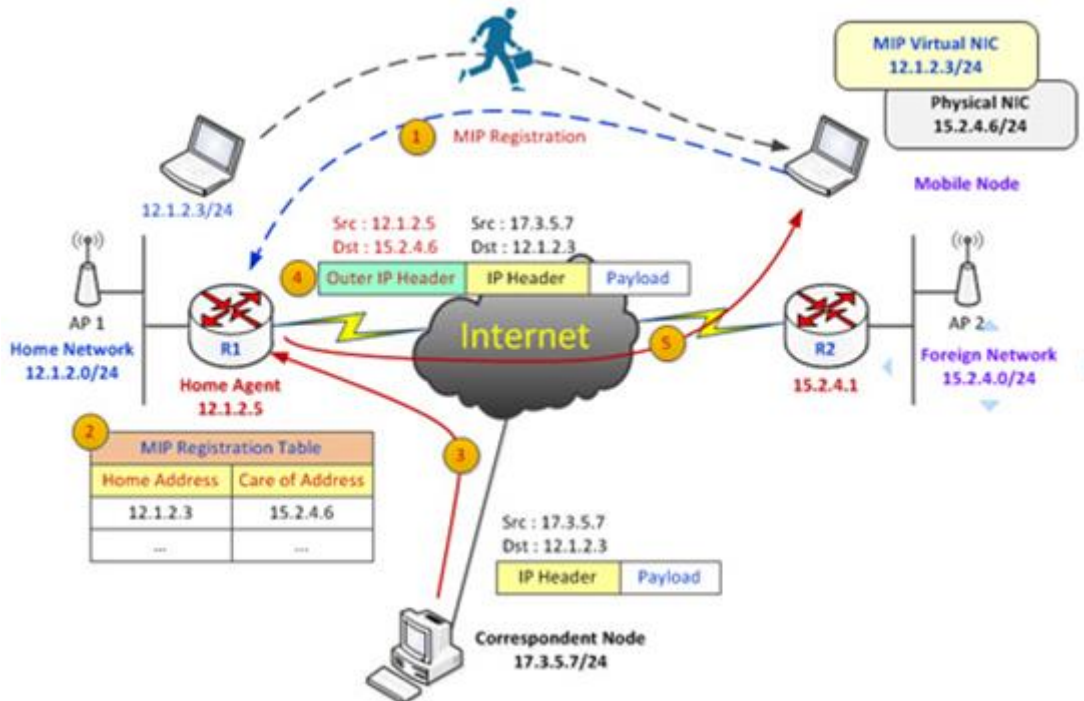 MIP Virtual NIC
12.1.2.3/24
Physical NIC
15.2.4.6/24
1
MIP Registration
Mobile Node
12.1.2.3/24
Src : 12.1.2.5
Dst : 15.2.4.6
Src : 17.3.5.7
Dst : 12.1.2.3
4
Outer IP Header
IP Header
Payload
AP 1
R1
Internet
5
R2
AP 2
Home Network
12.1.2.0/24
Home Agent
12.1.2.5
15.2.4.1
Foreign Network
15.2.4.0/24
2
MIP Registration Table
Home Address
Care of Address
12.1.2.3
15.2.4.6
...
...
3
Src : 17.3.5.7
Dst : 12.1.2.3
IP Header
Payload
Correspondent Node
17.3.5.7/24